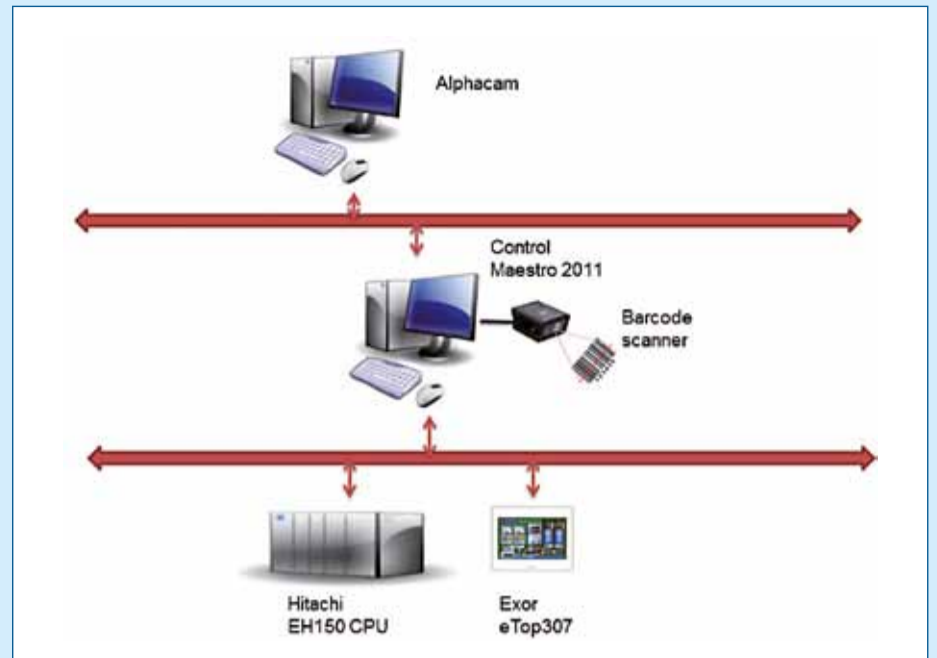 Alphacam
Control
Maestro 2011
Barcode
scanner
Hitachi
EH150 CPU
Exor
eTop307